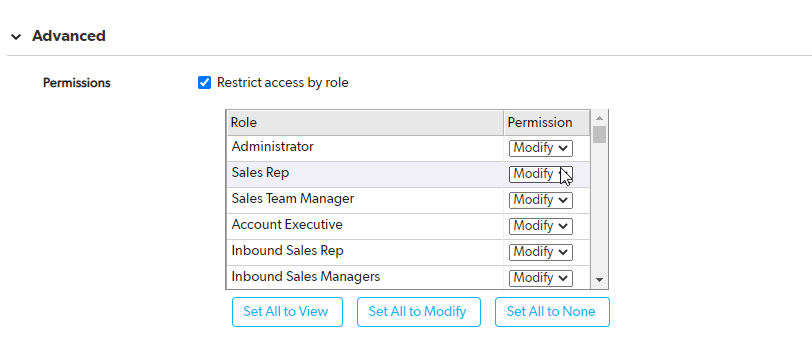 Advanced
Permissions Restrict access by role
Role Permission
Administrator Modify
Sales Rep Modify
Sales Team Manager Modify
Account Executive Modify
Inbound Sales Rep Modify
Inbound Sales Managers Modify
Set All to View Set All to Modify Set All to None